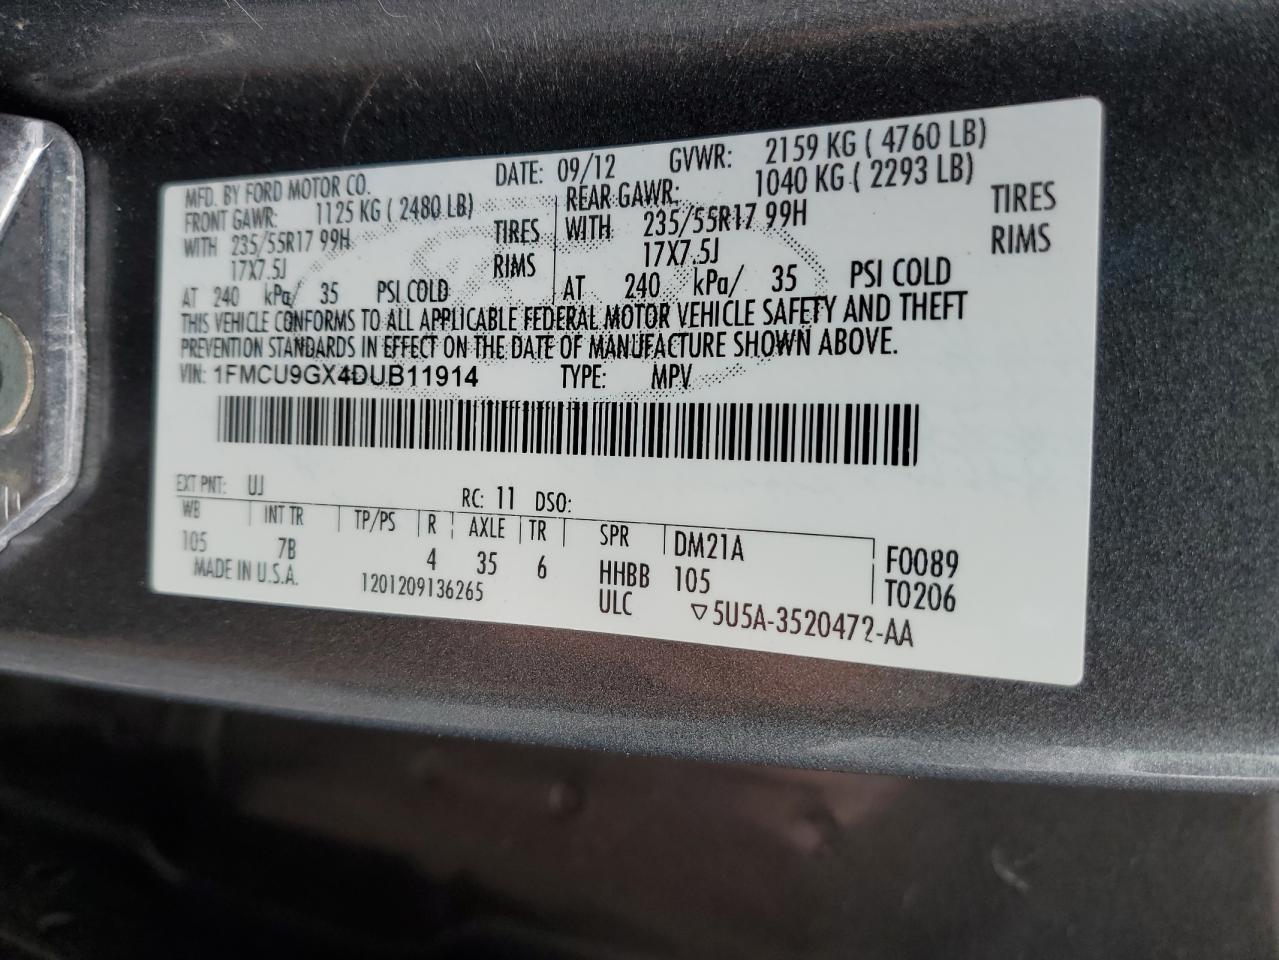 MFD. BY FORD MOTOR CO. DATE: 09/12 GVWR: 2159 KG ( 4760 LB)
FRONT GAWR: 1125 KG ( 2480 LB) REAR GAWR: 1040 KG ( 2293 LB)
WITH 235/55R17 99H TIRES WITH 235/55R17 99H TIRES
17X7.5J RIMS 17X7.5J RIMS
AT 240 kPa/ 35 PSI COLD AT 240 kPa/ 35 PSI COLD
THIS VEHICLE CONFORMS TO ALL APPLICABLE FEDERAL MOTOR VEHICLE SAFETY AND THEFT
PREVENTION STANDARDS IN EFFECT ON THE DATE OF MANUFACTURE SHOWN ABOVE.
VIN: 1FMCU9GX4DUB11914 TYPE: MPV
EXT PNT: UJ RC: 11 DSO:
WB INT TR TP/PS R AXLE TR SPR DM21A F0089
105 7B 4 35 6 HHBB 105 T0206
MADE IN U.S.A. 1201209136265 ULC ▽5U5A-3520472-AA